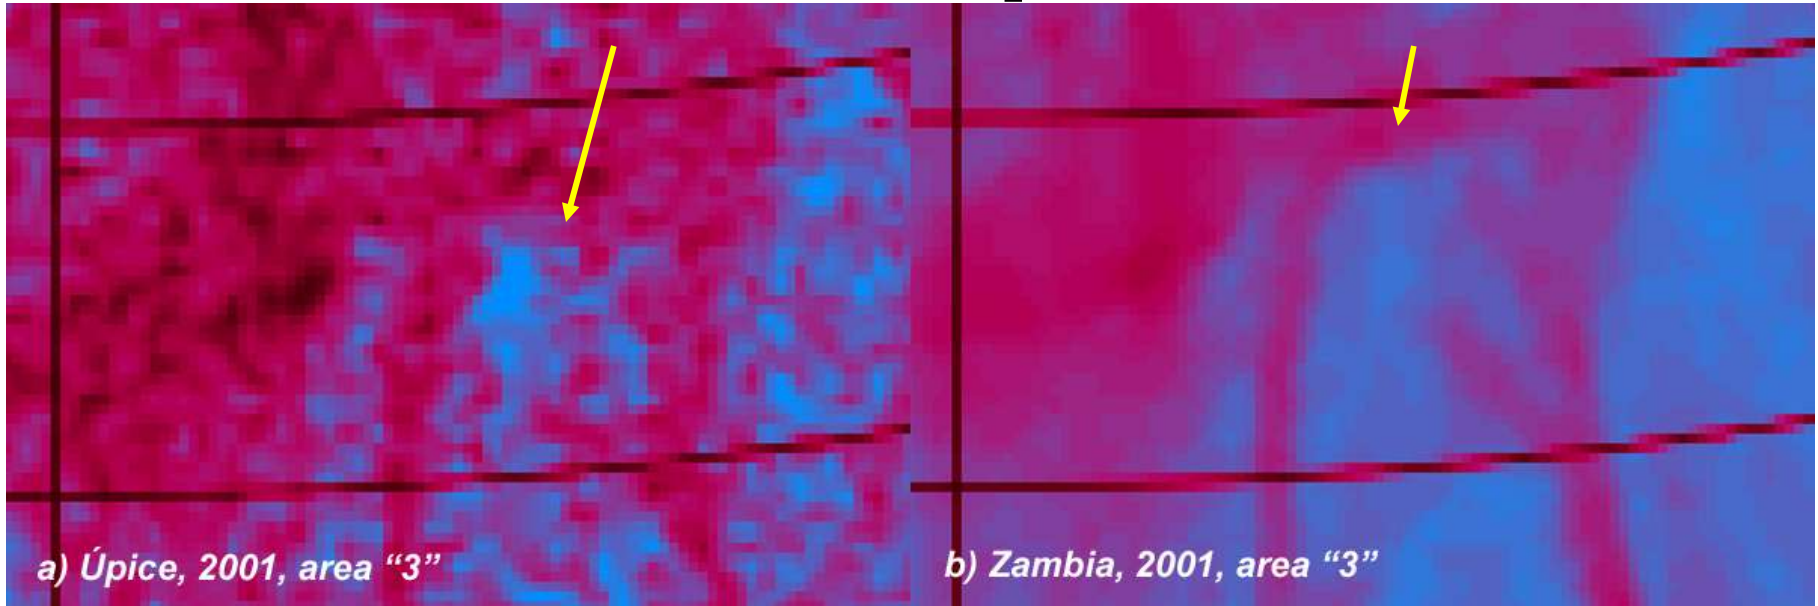 a) Úpice, 2001, area “3”
b) Zambia, 2001, area “3”